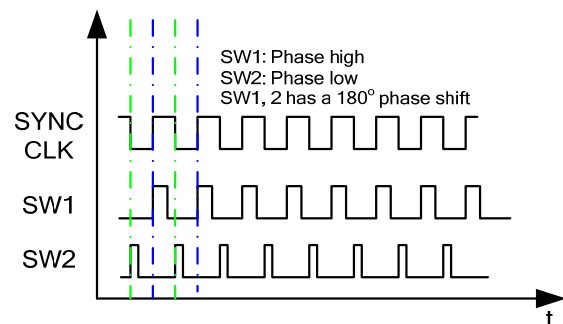 SW1: Phase high
SW2: Phase low
SW1, 2 has a 180° phase shift
SYNC
CLK
SW1
SW2
t